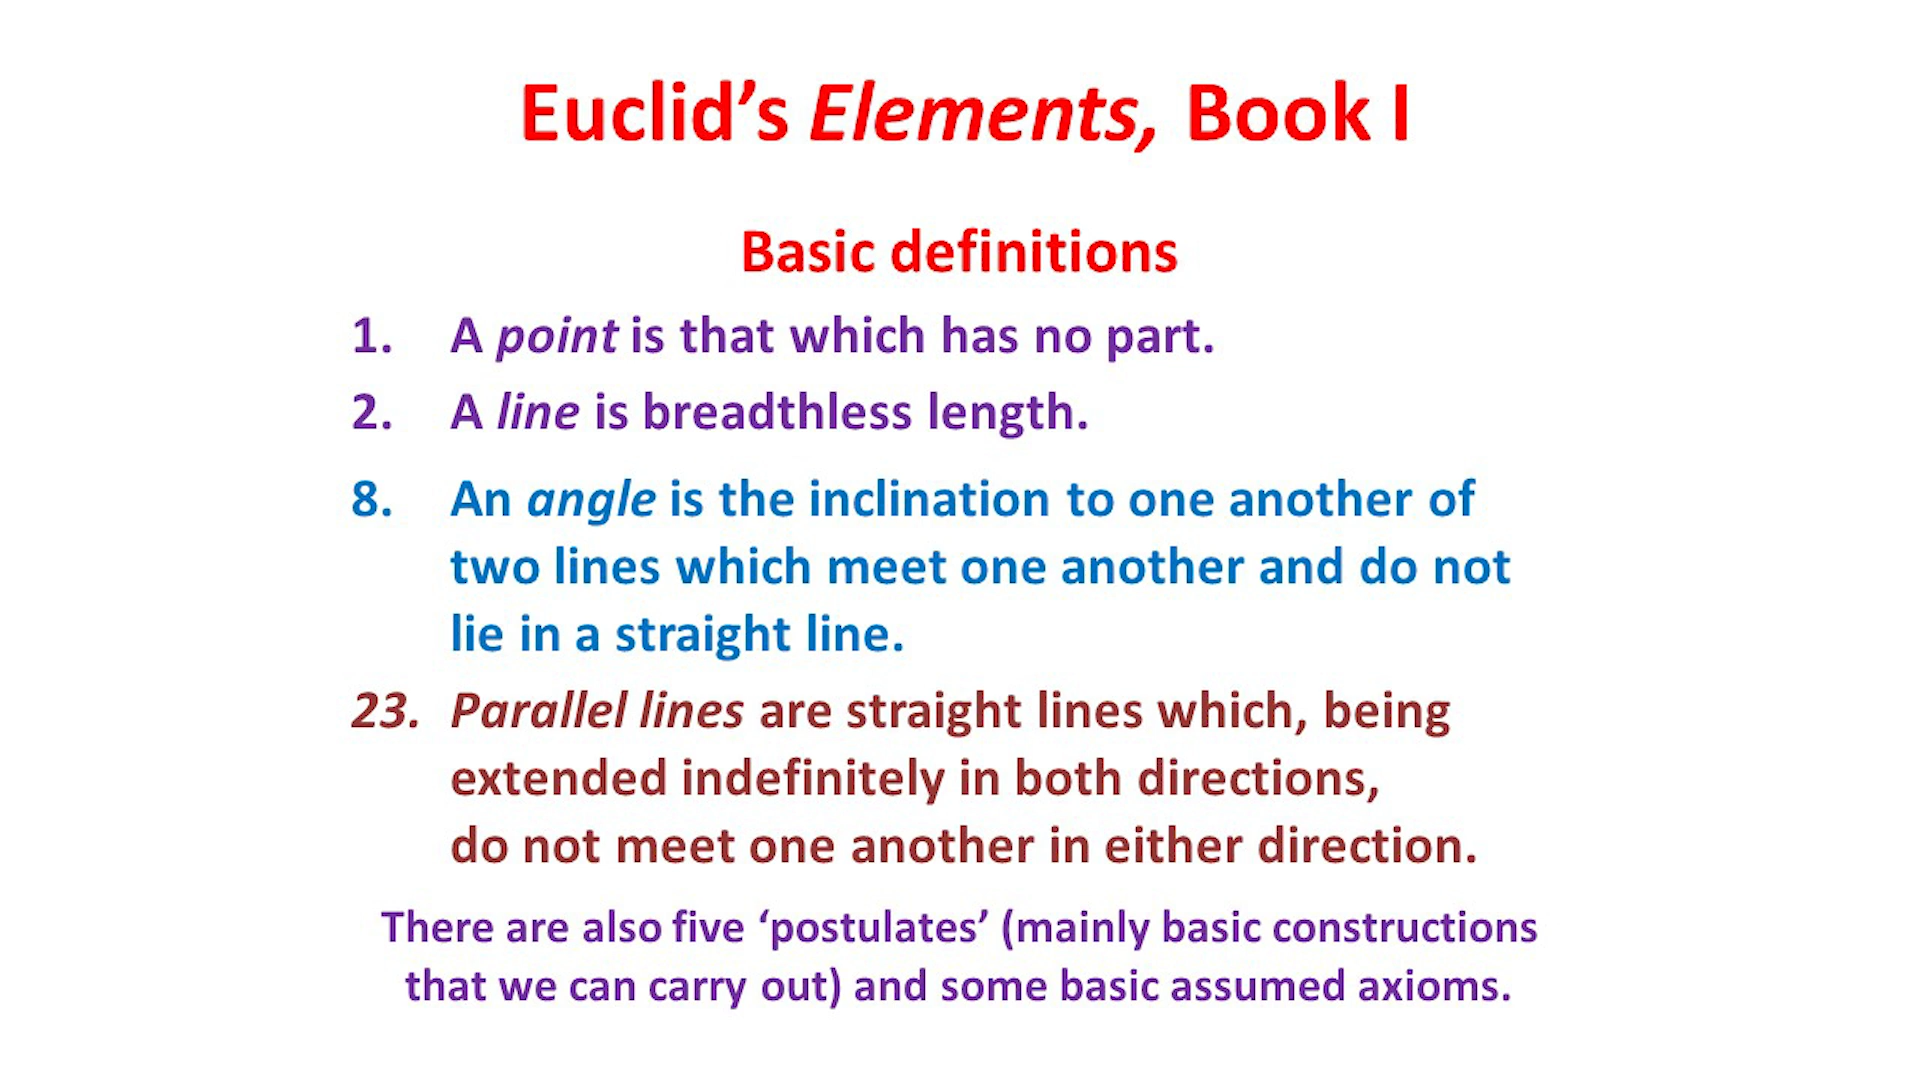 Euclid’s Elements, Book I
Basic definitions
1. A point is that which has no part.
2. A line is breadthless length.
8. An angle is the inclination to one another of
two lines which meet one another and do not
lie in a straight line.
23. Parallel lines are straight lines which, being
extended indefinitely in both directions,
do not meet one another in either direction.
There are also five ‘postulates’ (mainly basic constructions
that we can carry out) and some basic assumed axioms.